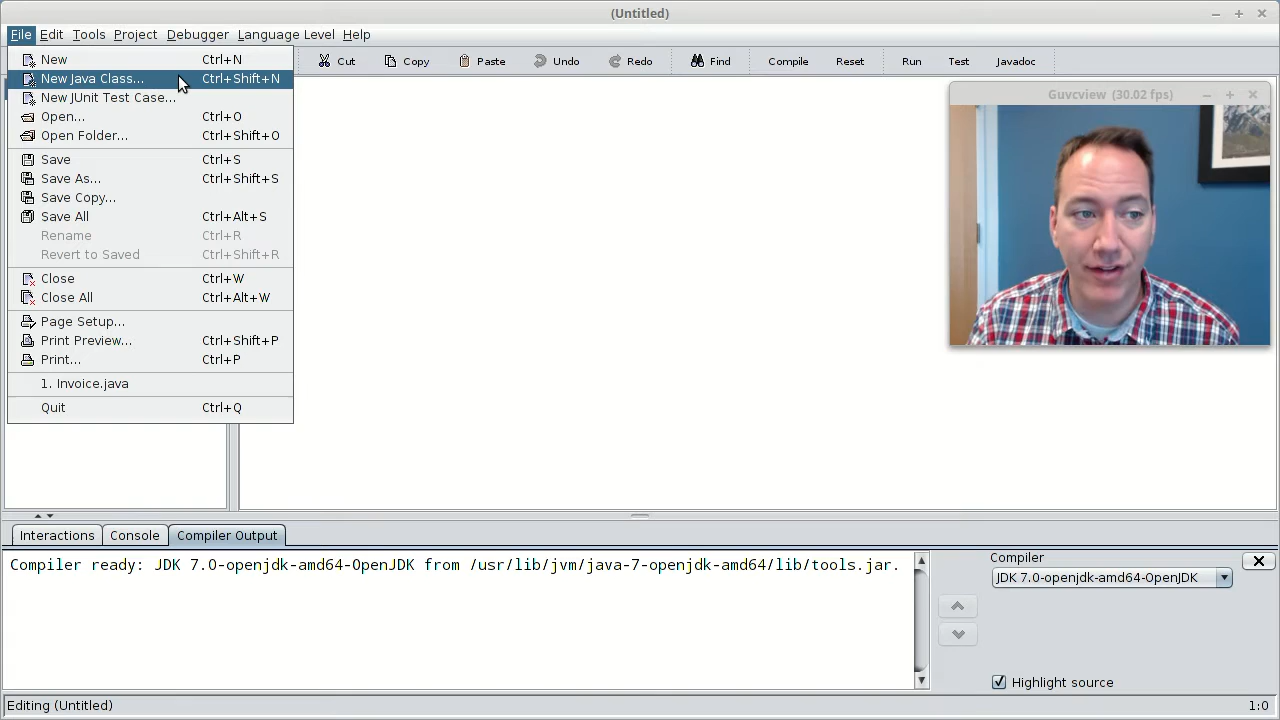 (Untitled)
File Edit Tools Project Debugger Language Level Help
Cut Copy Paste Undo Redo Find Compile Reset Run Test Javadoc
New Ctrl+N
New Java Class... Ctrl+Shift+N
New JUnit Test Case...
Open... Ctrl+O
Open Folder... Ctrl+Shift+O
Save Ctrl+S
Save As... Ctrl+Shift+S
Save Copy...
Save All Ctrl+Alt+S
Rename Ctrl+R
Revert to Saved Ctrl+Shift+R
Close Ctrl+W
Close All Ctrl+Alt+W
Page Setup...
Print Preview... Ctrl+Shift+P
Print... Ctrl+P
1. Invoice.java
Quit Ctrl+Q
Guvcview (30.02 fps)
Interactions Console Compiler Output
Compiler ready: JDK 7.0-openjdk-amd64-OpenJDK from /usr/lib/jvm/java-7-openjdk-amd64/lib/tools.jar.
Compiler
JDK 7.0-openjdk-amd64-OpenJDK
Highlight source
Editing (Untitled) 1:0